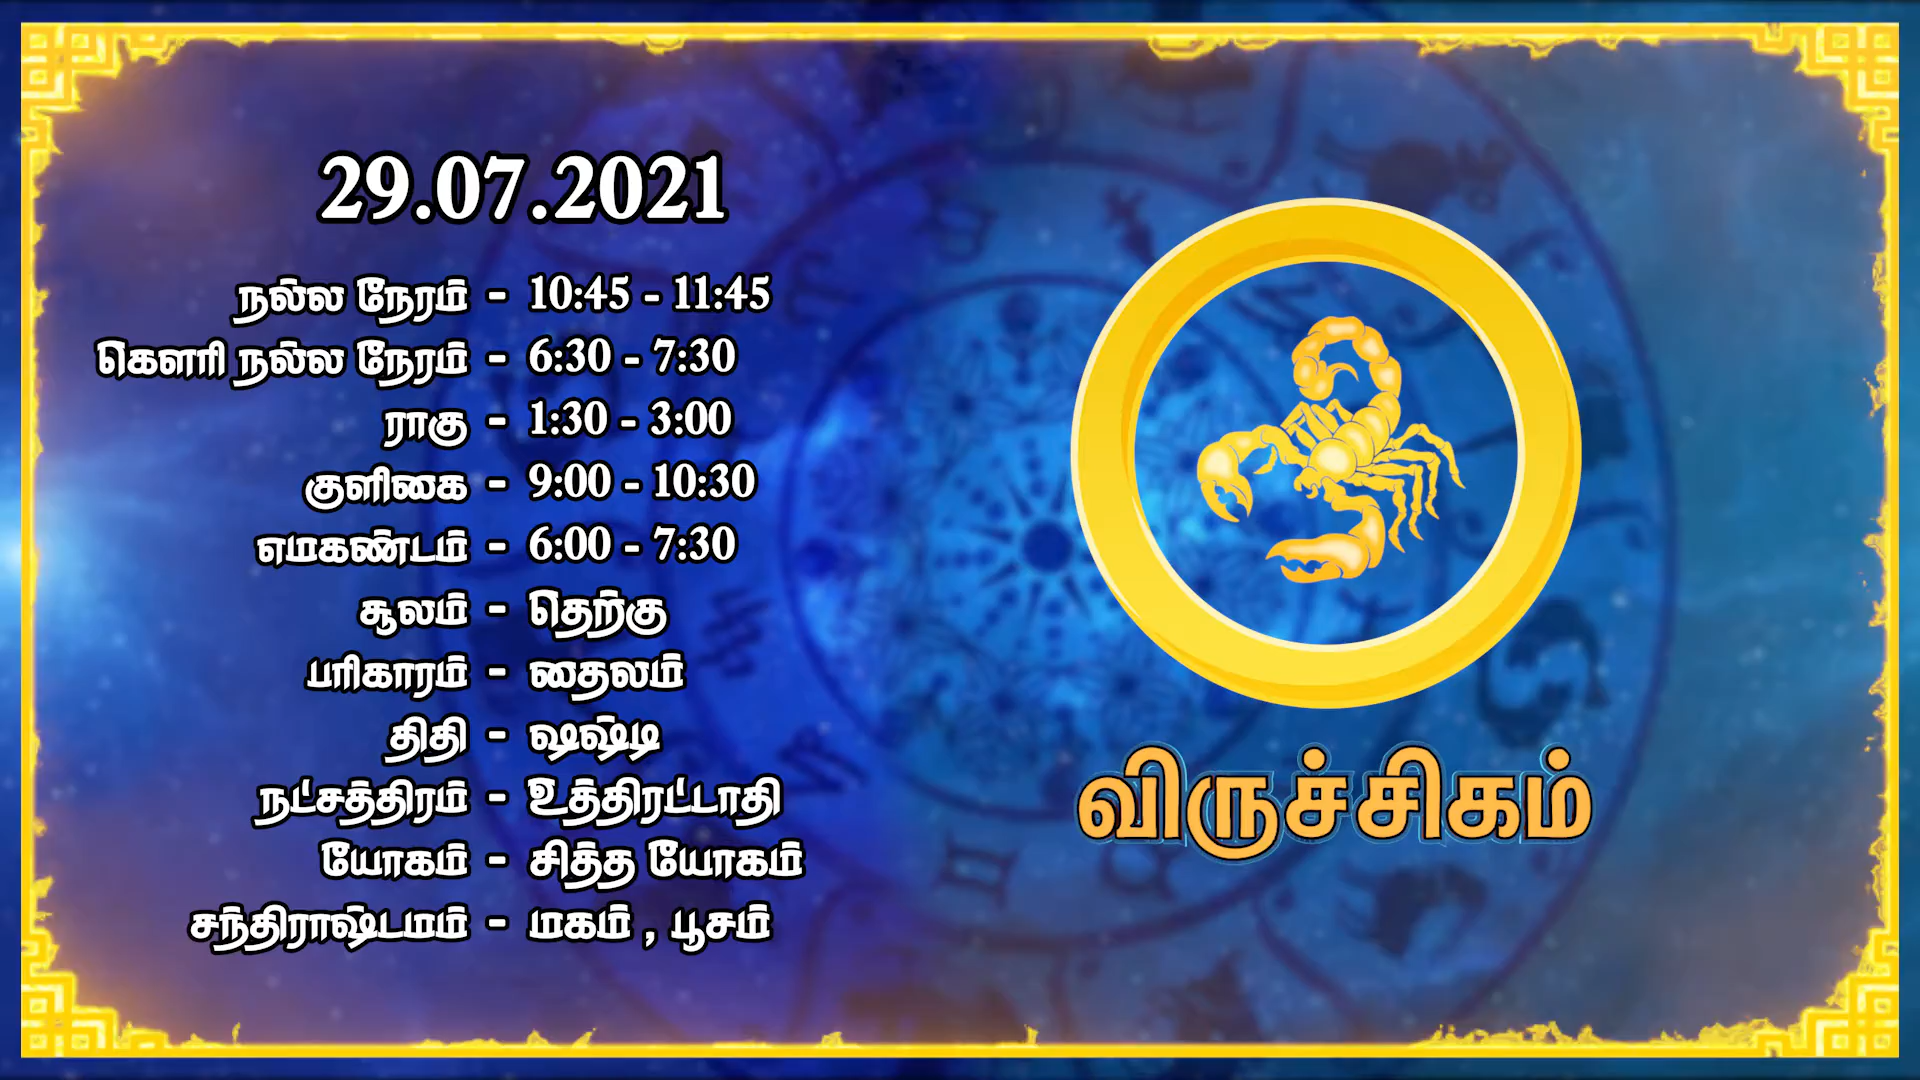 29.07.2021
நல்ல நேரம் - 10:45 - 11:45
கௌரி நல்ல நேரம் - 6:30 - 7:30
ராகு - 1:30 - 3:00
குளிகை - 9:00 - 10:30
எமகண்டம் - 6:00 - 7:30
சூலம் - தெற்கு
பரிகாரம் - தைலம்
திதி - ஷஷ்டி
நட்சத்திரம் - உத்திரட்டாதி
யோகம் - சித்த யோகம்
சந்திராஷ்டமம் - மகம் , பூசம்
விருச்சிகம்